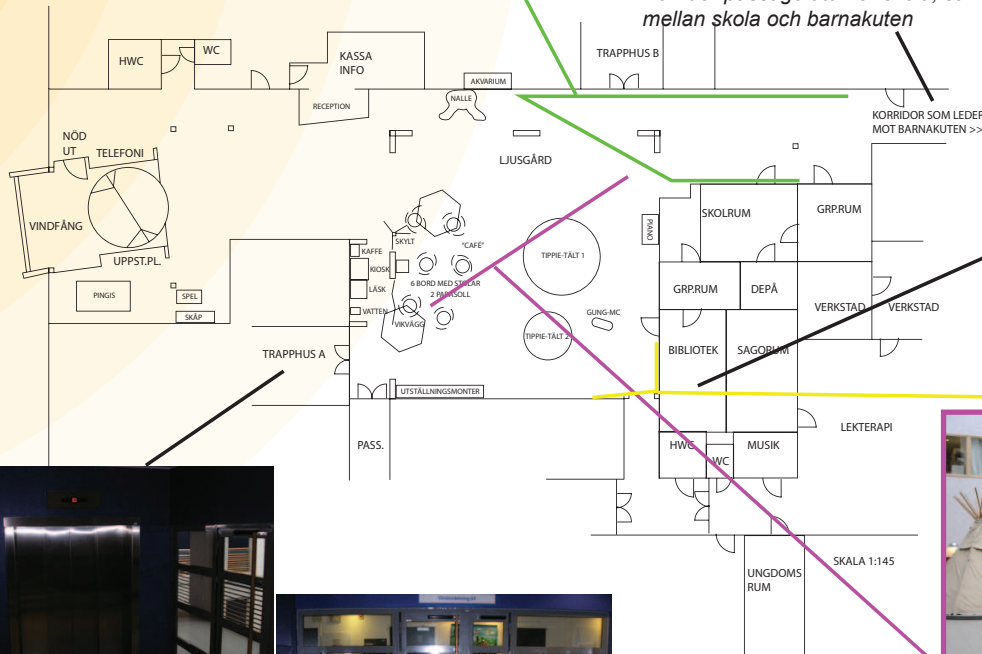 mellan skola och barnakuten
TRAPPHUS B
HWC
WC
KASSA
INFO
RECEPTION
AKVARIUM
NALLE
KORRIDOR SOM LEDER
MOT BARNAKUTEN >>
NÖD
UT
TELEFONI
LJUSGÅRD
VINDFÅNG
UPPST.PL.
SKOLRUM
GRP.RUM
PIANO
SKYLT
"CAFÉ"
KAFFE
KIOSK
TIPPIE-TÄLT 1
6 BORD MED STOLAR
2 PARASOLL
LÄSK
PINGIS
SPEL
SKÅP
GRP.RUM
DEPÅ
VATTEN
VIKVÄGG
GUNG-MC
VERKSTAD
VERKSTAD
TIPPIE-TÄLT 2
TRAPPHUS A
BIBLIOTEK
SAGORUM
UTSTÄLLNINGSMONTER
LEKTERAPI
PASS.
HWC
WC
MUSIK
SKALA 1:145
UNGDOMS
RUM